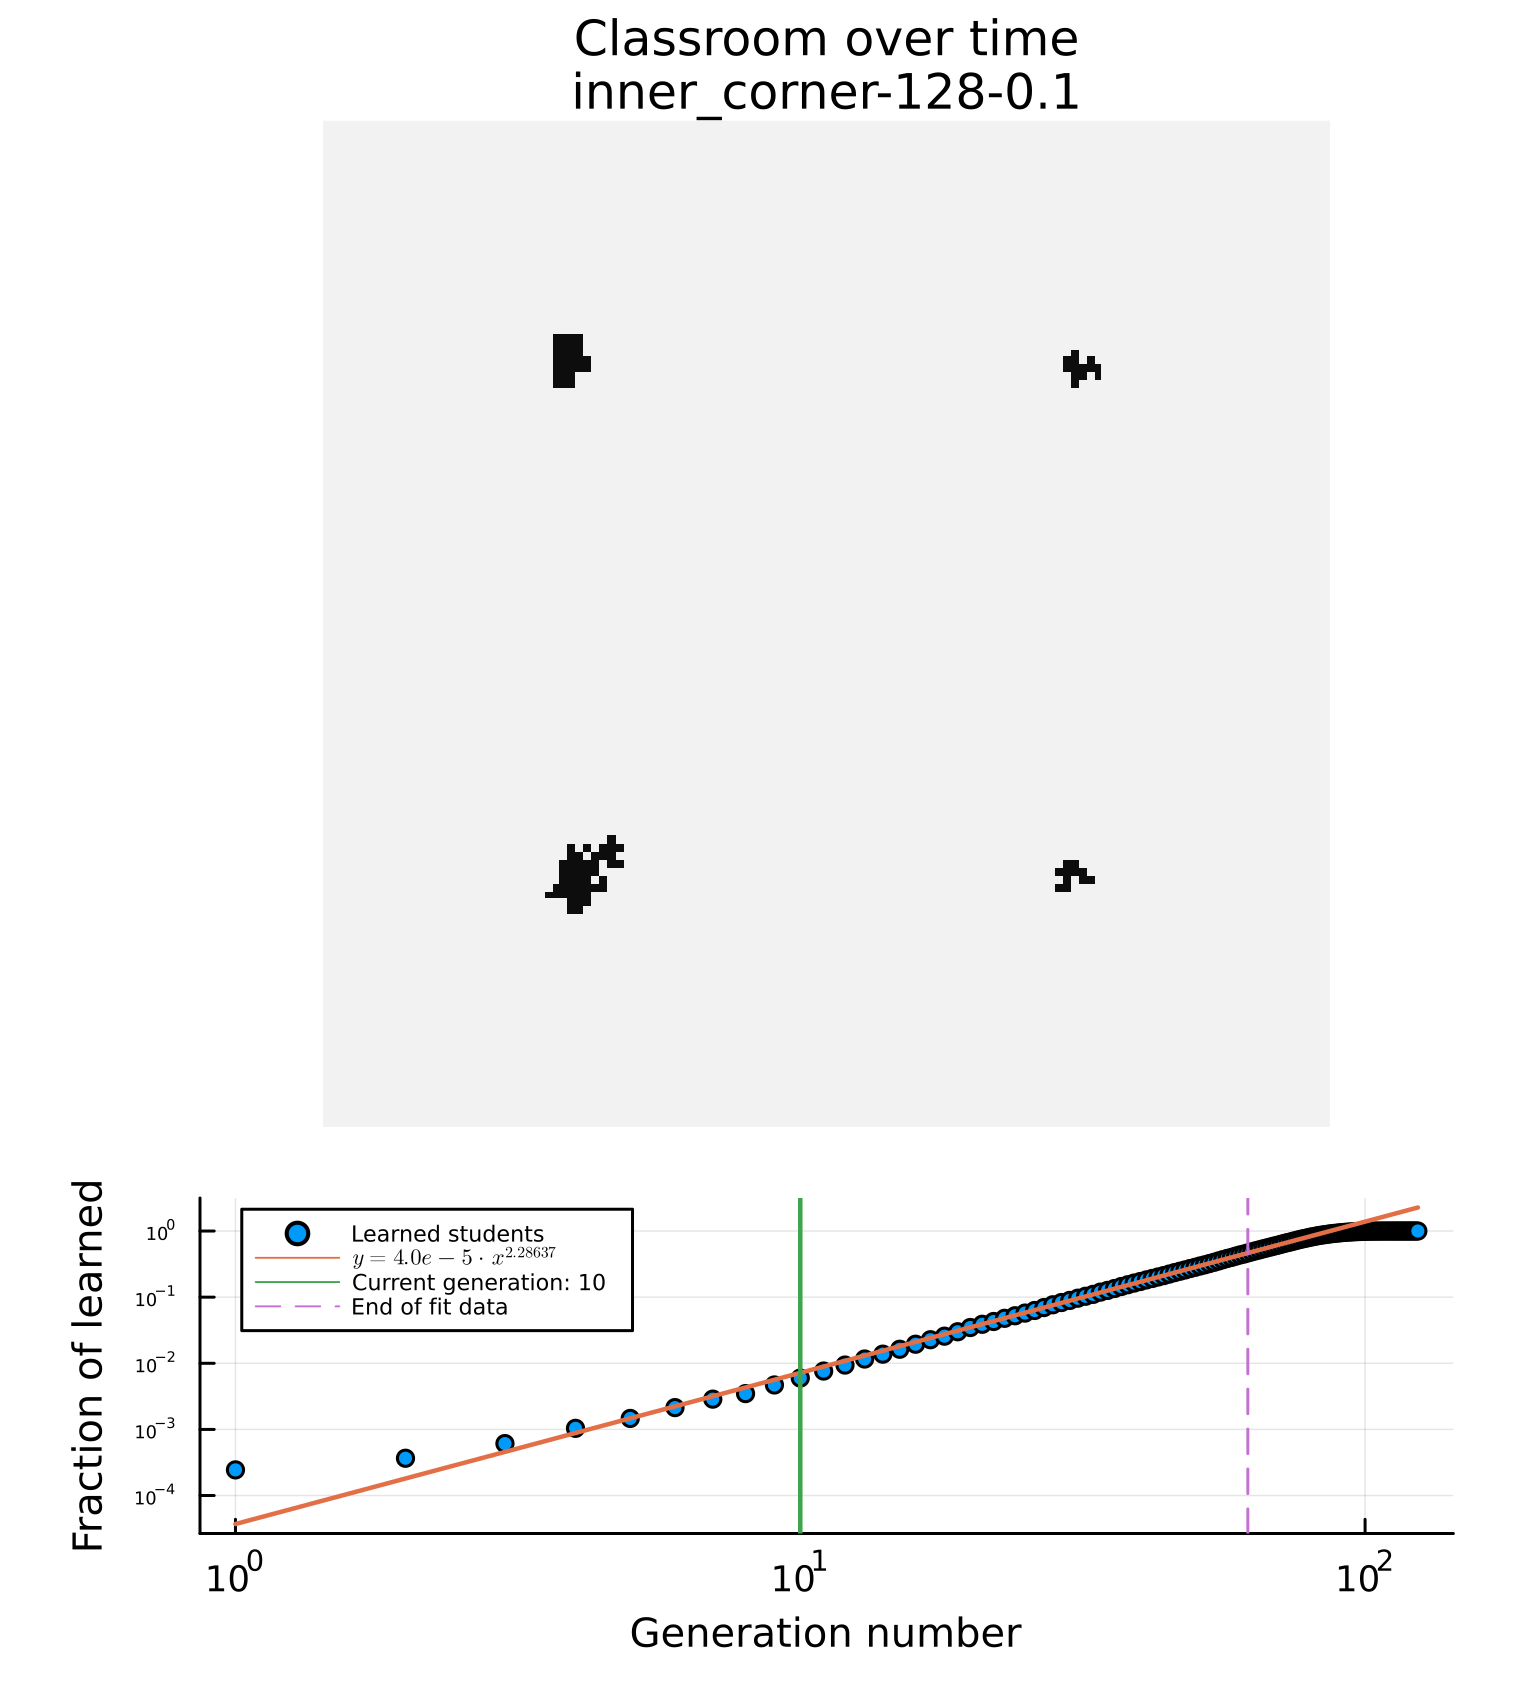 Classroom over time
inner_corner-128-0.1
Fraction of learned
10^0
10^-1
10^-2
10^-3
10^-4
Learned students
y = 4.0e − 5 · x^2.28637
Current generation: 10
End of fit data
10^0 10^1 10^2
Generation number